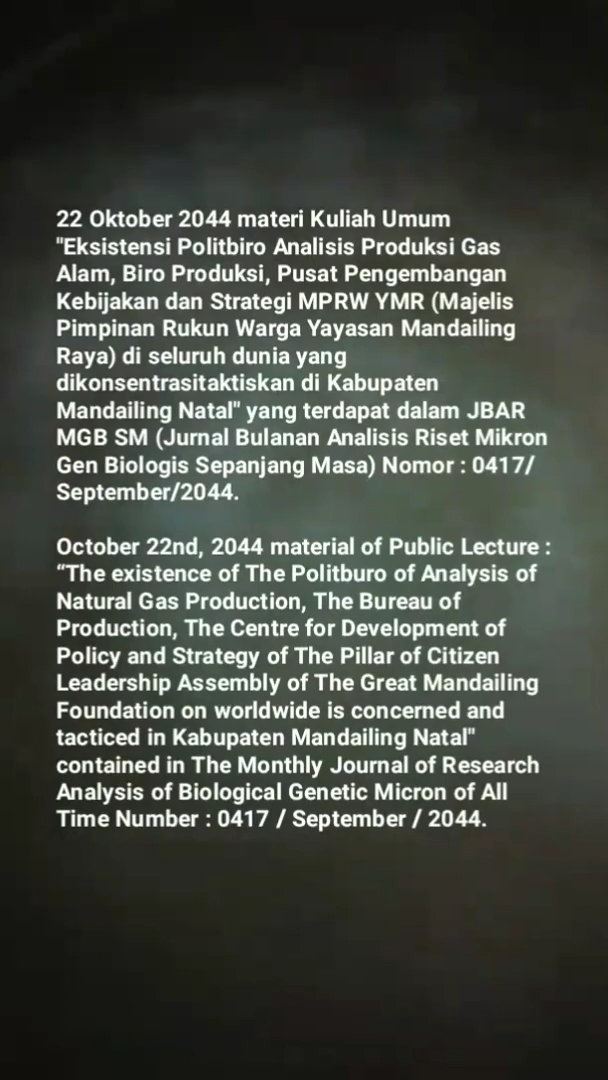 22 Oktober 2044 materi Kuliah Umum
"Eksistensi Politbiro Analisis Produksi Gas
Alam, Biro Produksi, Pusat Pengembangan
Kebijakan dan Strategi MPRW YMR (Majelis
Pimpinan Rukun Warga Yayasan Mandailing
Raya) di seluruh dunia yang
dikonsentrasitaktiskan di Kabupaten
Mandailing Natal" yang terdapat dalam JBAR
MGB SM (Jurnal Bulanan Analisis Riset Mikron
Gen Biologis Sepanjang Masa) Nomor : 0417/
September/2044.

October 22nd, 2044 material of Public Lecture :
“The existence of The Politburo of Analysis of
Natural Gas Production, The Bureau of
Production, The Centre for Development of
Policy and Strategy of The Pillar of Citizen
Leadership Assembly of The Great Mandailing
Foundation on worldwide is concerned and
tacticed in Kabupaten Mandailing Natal"
contained in The Monthly Journal of Research
Analysis of Biological Genetic Micron of All
Time Number : 0417 / September / 2044.